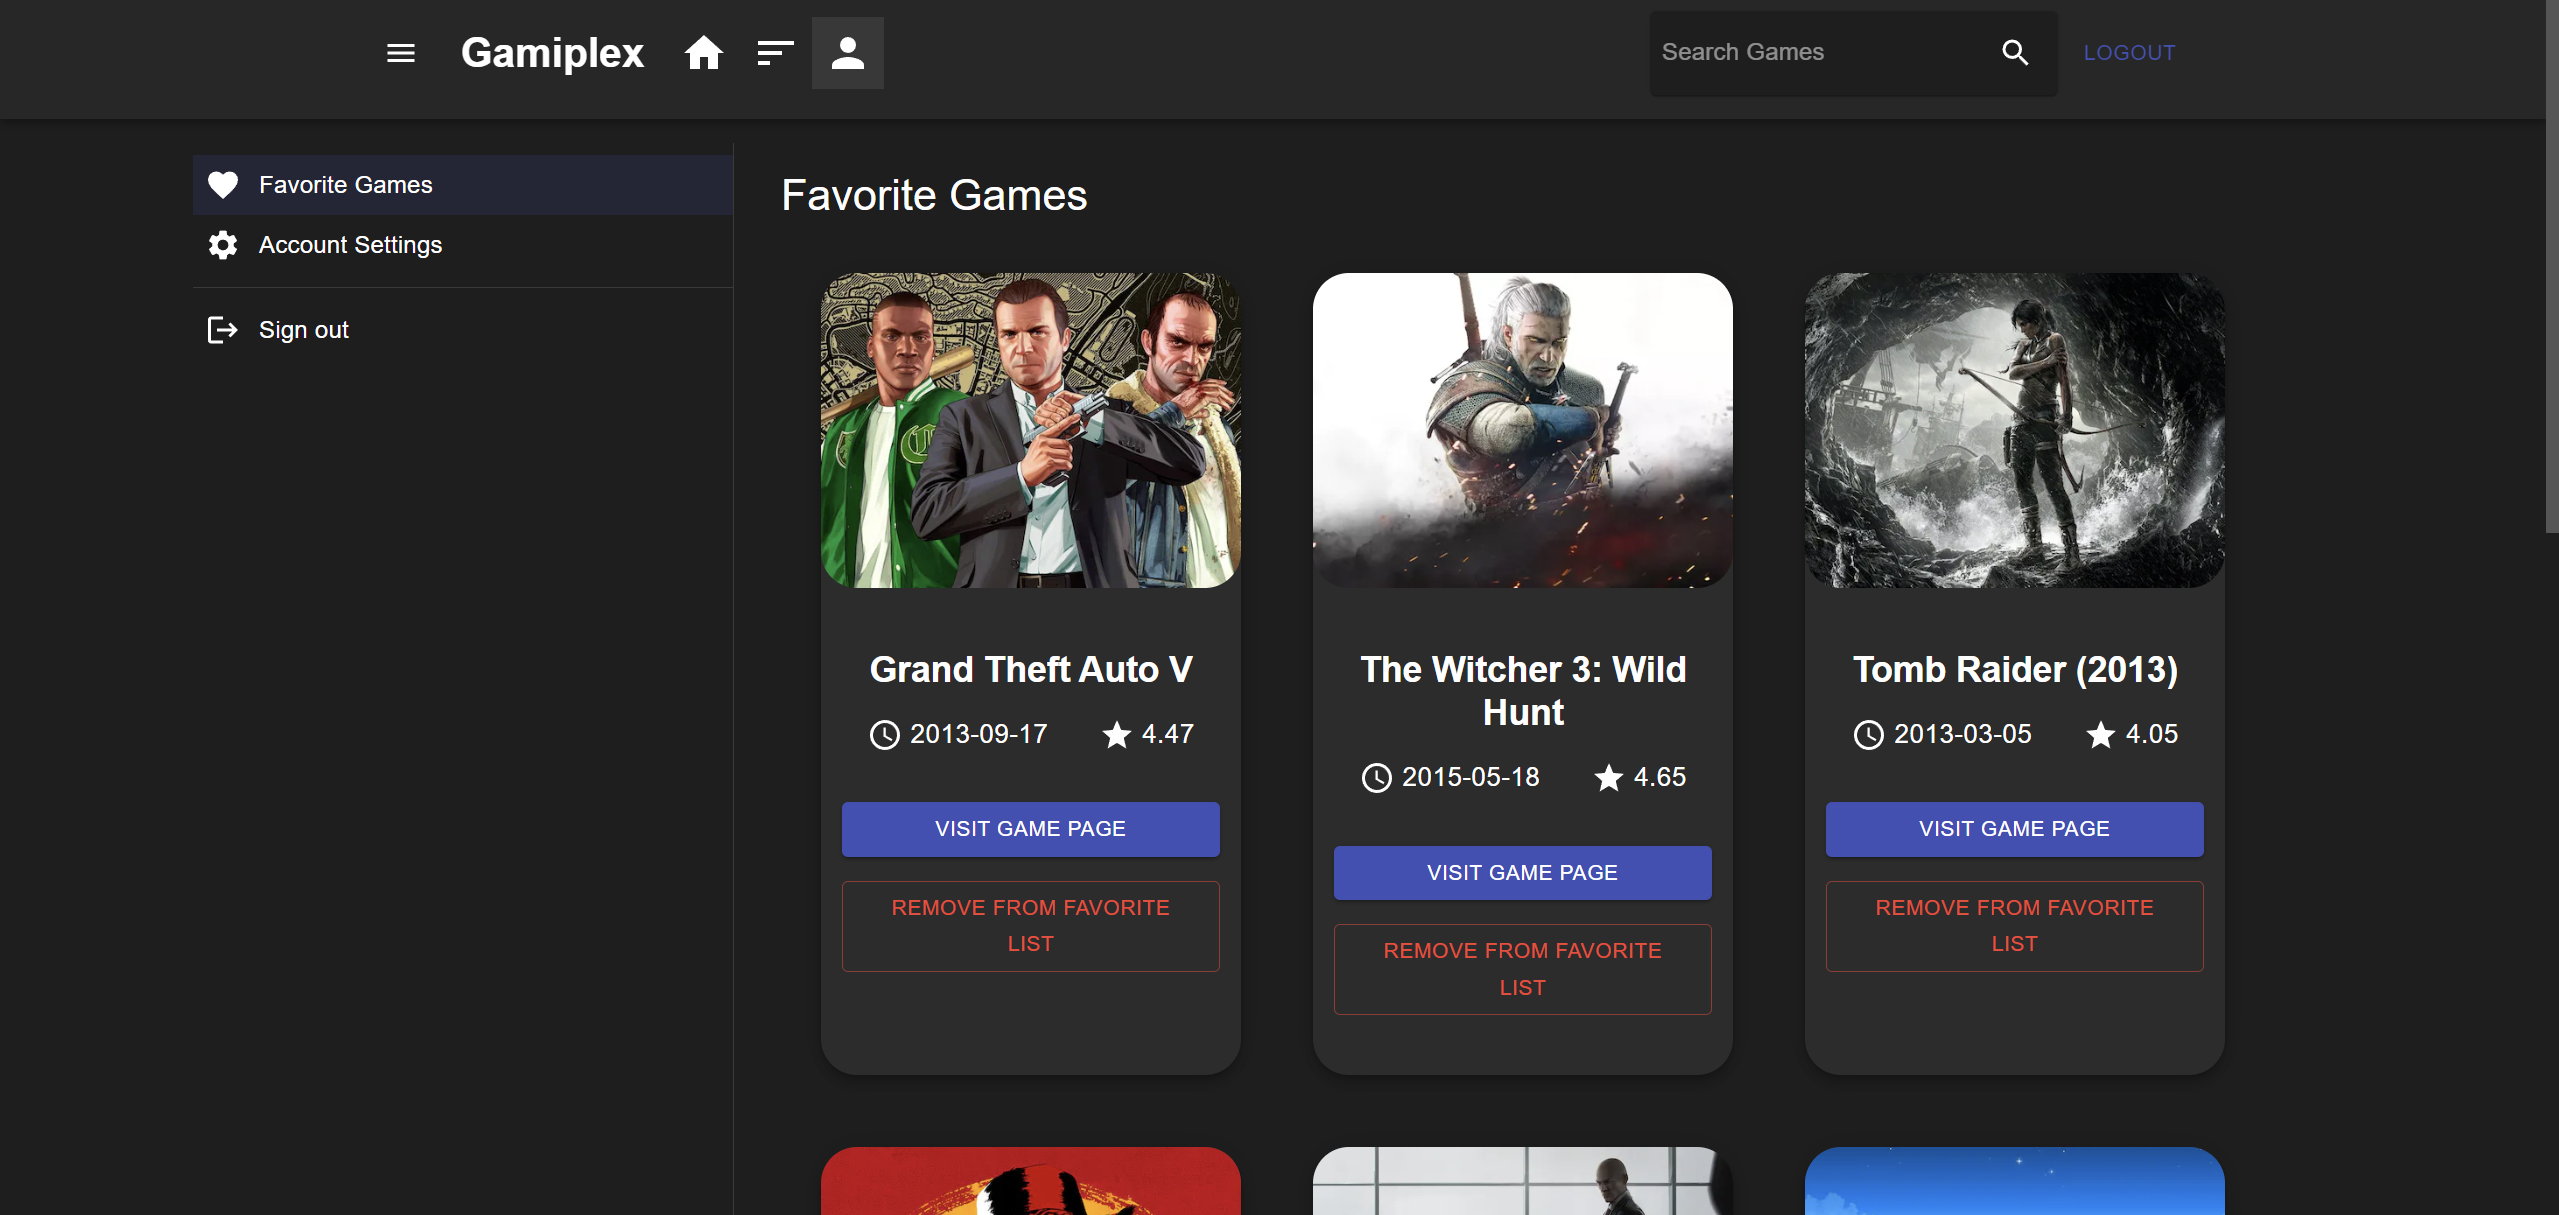 Gamiplex
Search Games
LOGOUT
Favorite Games
Account Settings
Sign out
Favorite Games
Grand Theft Auto V
2013-09-17 4.47
VISIT GAME PAGE
REMOVE FROM FAVORITE
LIST
The Witcher 3: Wild
Hunt
2015-05-18 4.65
VISIT GAME PAGE
REMOVE FROM FAVORITE
LIST
Tomb Raider (2013)
2013-03-05 4.05
VISIT GAME PAGE
REMOVE FROM FAVORITE
LIST